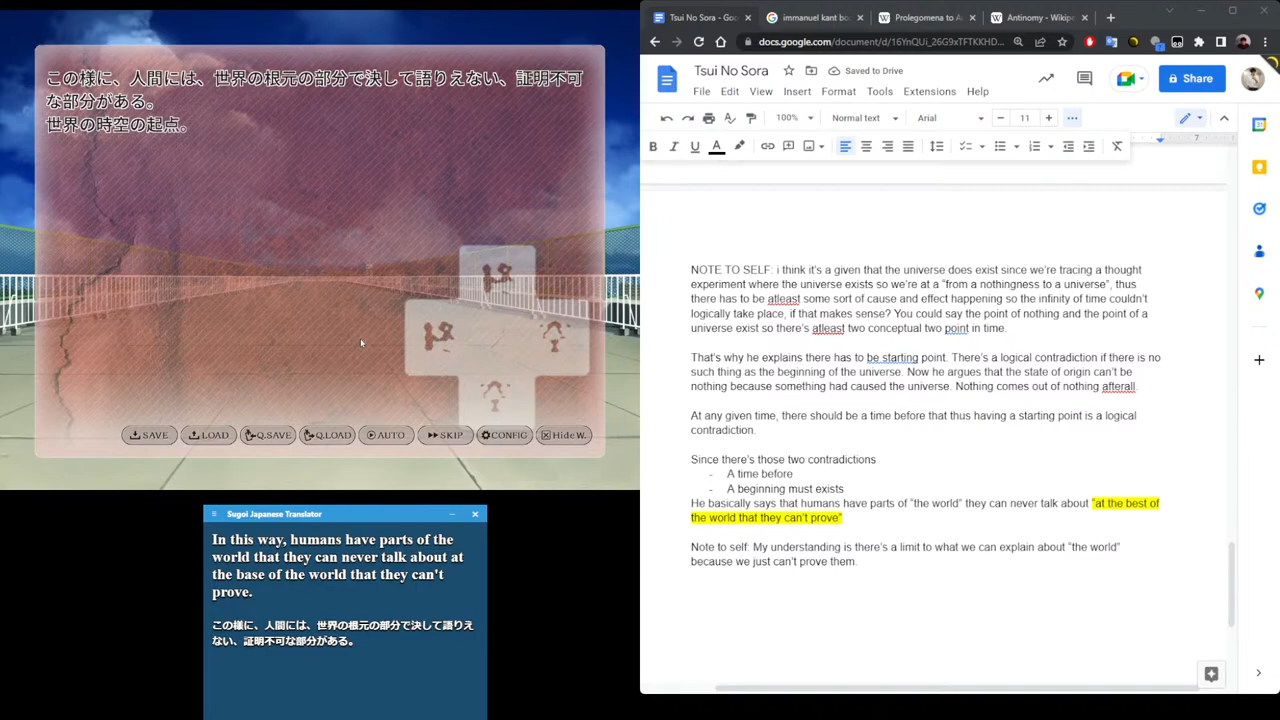 この様に、人間には、世界の根元の部分で決して語りえない、証明不可
な部分がある。
世界の時空の起点。
SAVE
LOAD
Q.SAVE
Q.LOAD
AUTO
SKIP
CONFIG
Hide W.
Sugoi Japanese Translator
In this way, humans have parts of the
world that they can never talk about at
the base of the world that they can't
prove.
この様に、人間には、世界の根元の部分で決して語りえ
ない、証明不可な部分がある。
Tsui No Sora - Goo
immanuel kant bo
Prolegomena to A
Antinomy - Wikipe
docs.google.com/document/d/16YnQUi_26G9xTFTKKHD...
Tsui No Sora
Saved to Drive
File Edit View Insert Format Tools Extensions Help
Share
100% Normal text Arial 11
7
NOTE TO SELF: i think it's a given that the universe does exist since we're tracing a thought
experiment where the universe exists so we're at a "from a nothingness to a universe", thus
there has to be atleast some sort of cause and effect happening so the infinity of time couldn't
logically take place, if that makes sense? You could say the point of nothing and the point of a
universe exist so there's atleast two conceptual two point in time.
That's why he explains there has to be starting point. There's a logical contradiction if there is no
such thing as the beginning of the universe. Now he argues that the state of origin can't be
nothing because something had caused the universe. Nothing comes out of nothing afterall.
At any given time, there should be a time before that thus having a starting point is a logical
contradiction.
Since there's those two contradictions
- A time before
- A beginning must exists
He basically says that humans have parts of "the world" they can never talk about "at the best of
the world that they can't prove"
Note to self: My understanding is there's a limit to what we can explain about "the world"
because we just can't prove them.